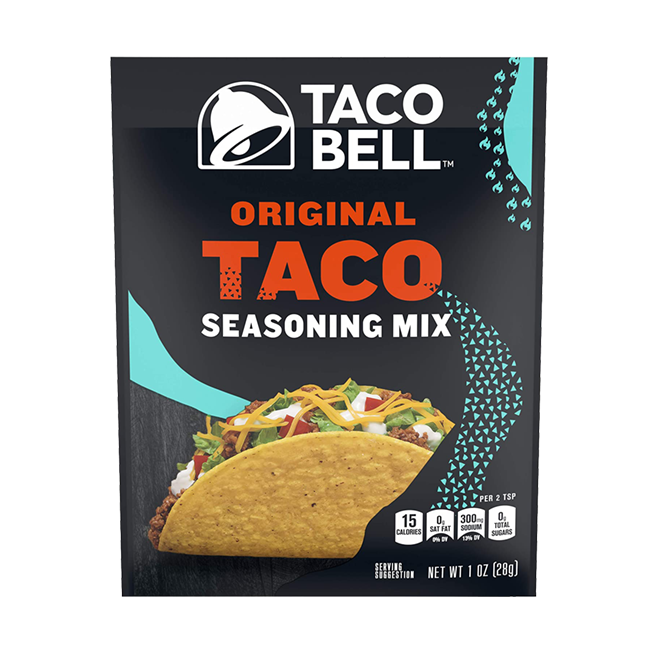 TACO
BELL™
ORIGINAL
TACO
SEASONING MIX
PER 2 TSP
15
CALORIES
0g
SAT FAT
0% DV
300mg
SODIUM
13% DV
0g
TOTAL
SUGARS
SERVING
SUGGESTION
NET WT 1 OZ (28g)